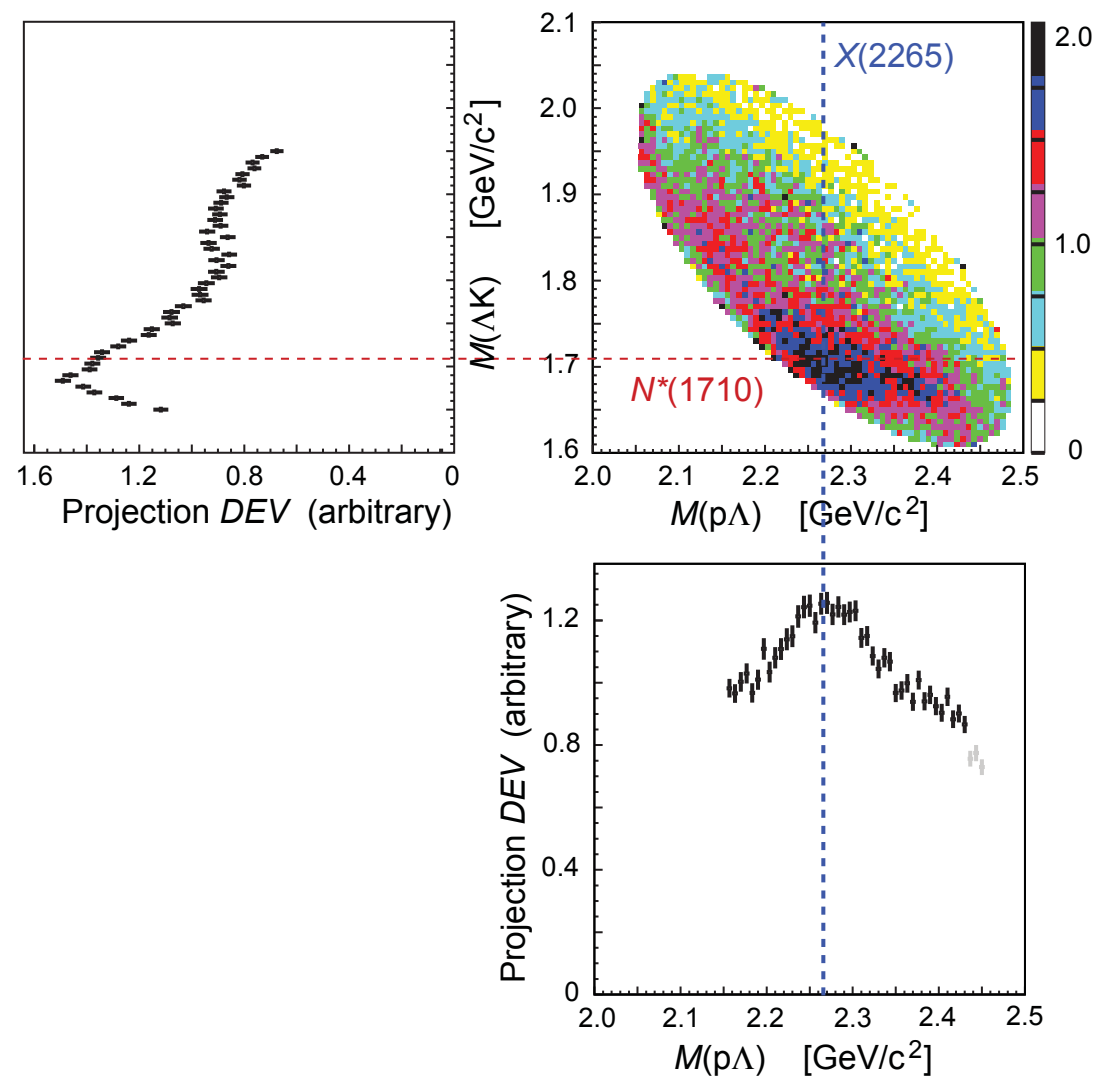 2.1
2.0
1.9
1.8
1.7
1.6
M(ΛK) [GeV/c²]
X(2265)
N*(1710)
2.0
1.0
0
1.6 1.2 0.8 0.4 0
Projection DEV (arbitrary)
2.0 2.1 2.2 2.3 2.4 2.5
M(pΛ) [GeV/c²]
1.2
0.8
0.4
0
Projection DEV (arbitrary)
2.0 2.1 2.2 2.3 2.4 2.5
M(pΛ) [GeV/c²]